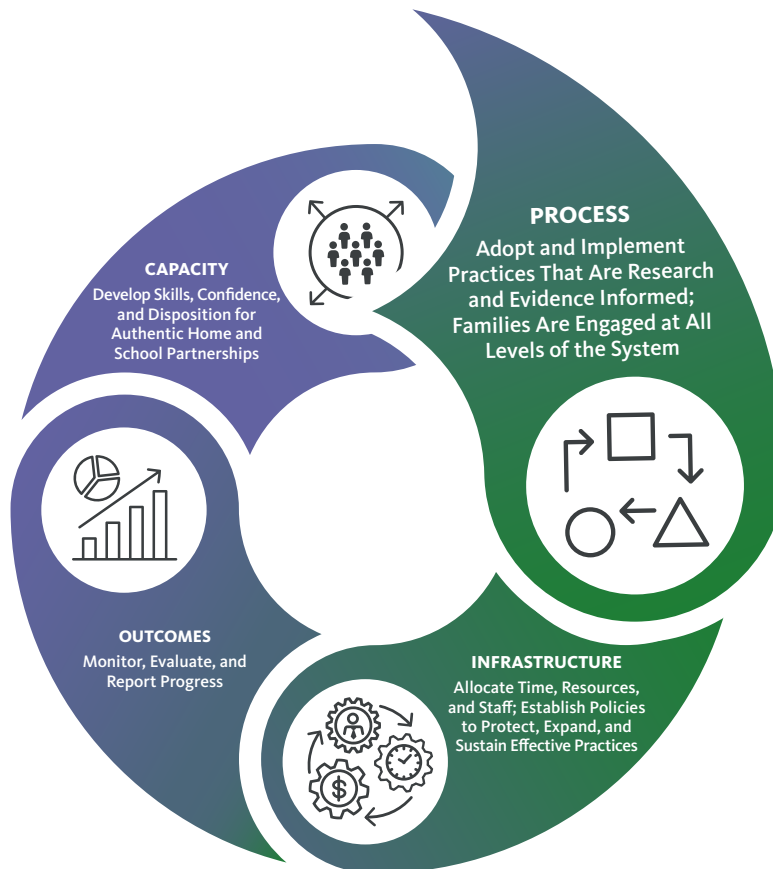 PROCESS
Adopt and Implement
Practices That Are Research
and Evidence Informed;
Families Are Engaged at All
Levels of the System
CAPACITY
Develop Skills, Confidence,
and Disposition for
Authentic Home and
School Partnerships
OUTCOMES
Monitor, Evaluate, and
Report Progress
INFRASTRUCTURE
Allocate Time, Resources,
and Staff; Establish Policies
to Protect, Expand, and
Sustain Effective Practices
$